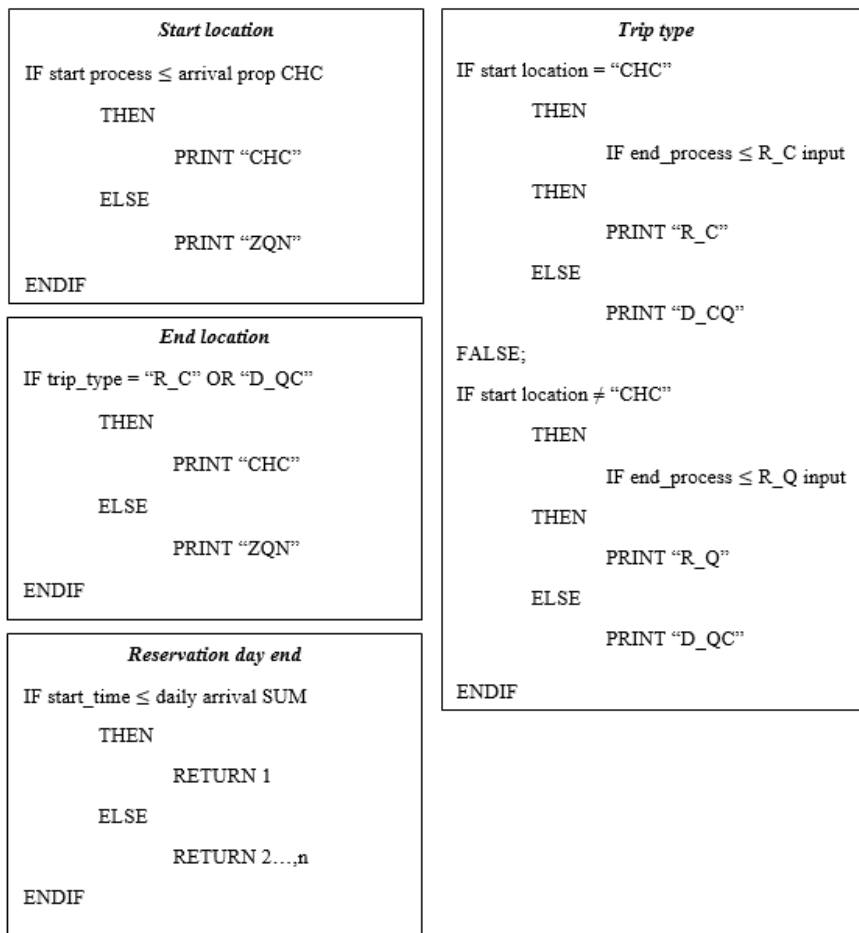 Start location
IF start process ≤ arrival prop CHC
THEN
PRINT “CHC”
ELSE
PRINT “ZQN”
ENDIF
End location
IF trip_type = “R_C” OR “D_QC”
THEN
PRINT “CHC”
ELSE
PRINT “ZQN”
ENDIF
Reservation day end
IF start_time ≤ daily arrival SUM
THEN
RETURN 1
ELSE
RETURN 2…,n
ENDIF
Trip type
IF start location = “CHC”
THEN
IF end_process ≤ R_C input
THEN
PRINT “R_C”
ELSE
PRINT “D_CQ”
FALSE;
IF start location ≠ “CHC”
THEN
IF end_process ≤ R_Q input
THEN
PRINT “R_Q”
ELSE
PRINT “D_QC”
ENDIF